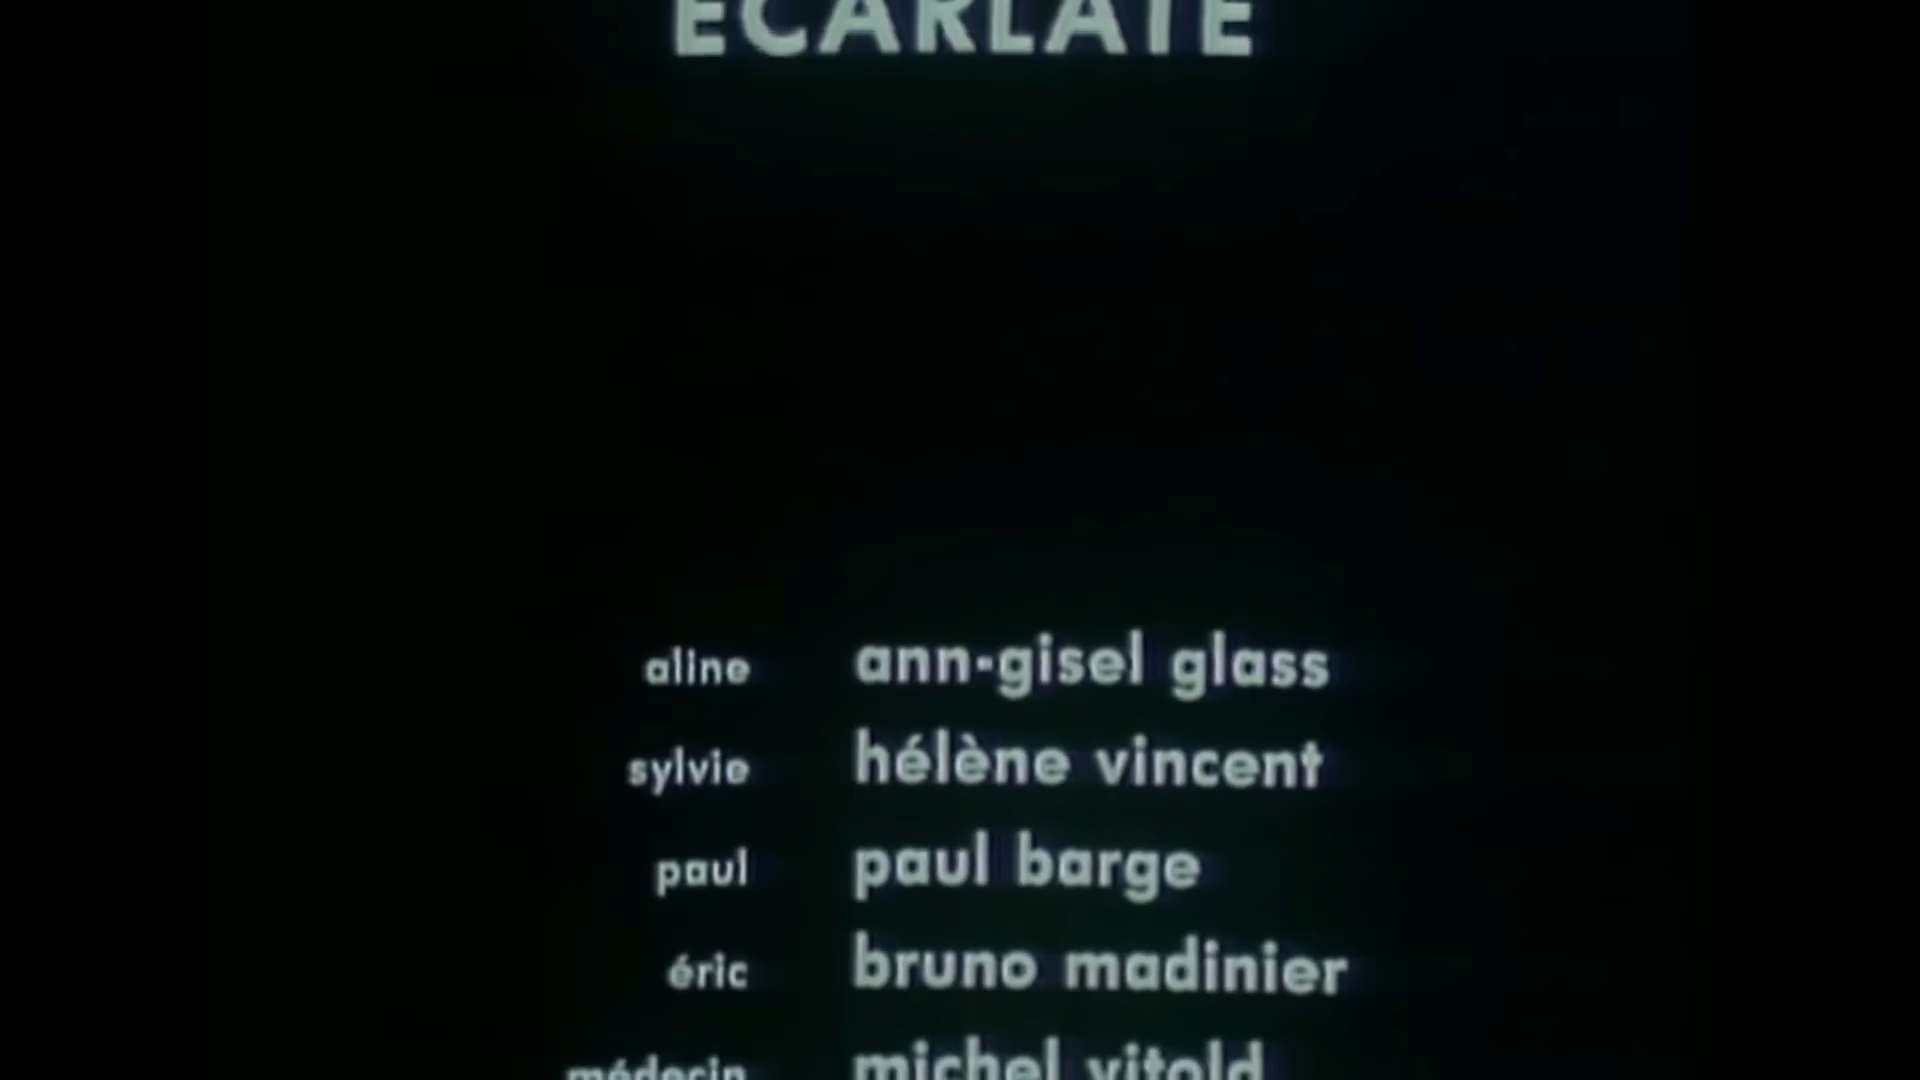 ECARLATE
aline ann-gisel glass
sylvie hélène vincent
paul paul barge
éric bruno madinier
médecin michel vitold